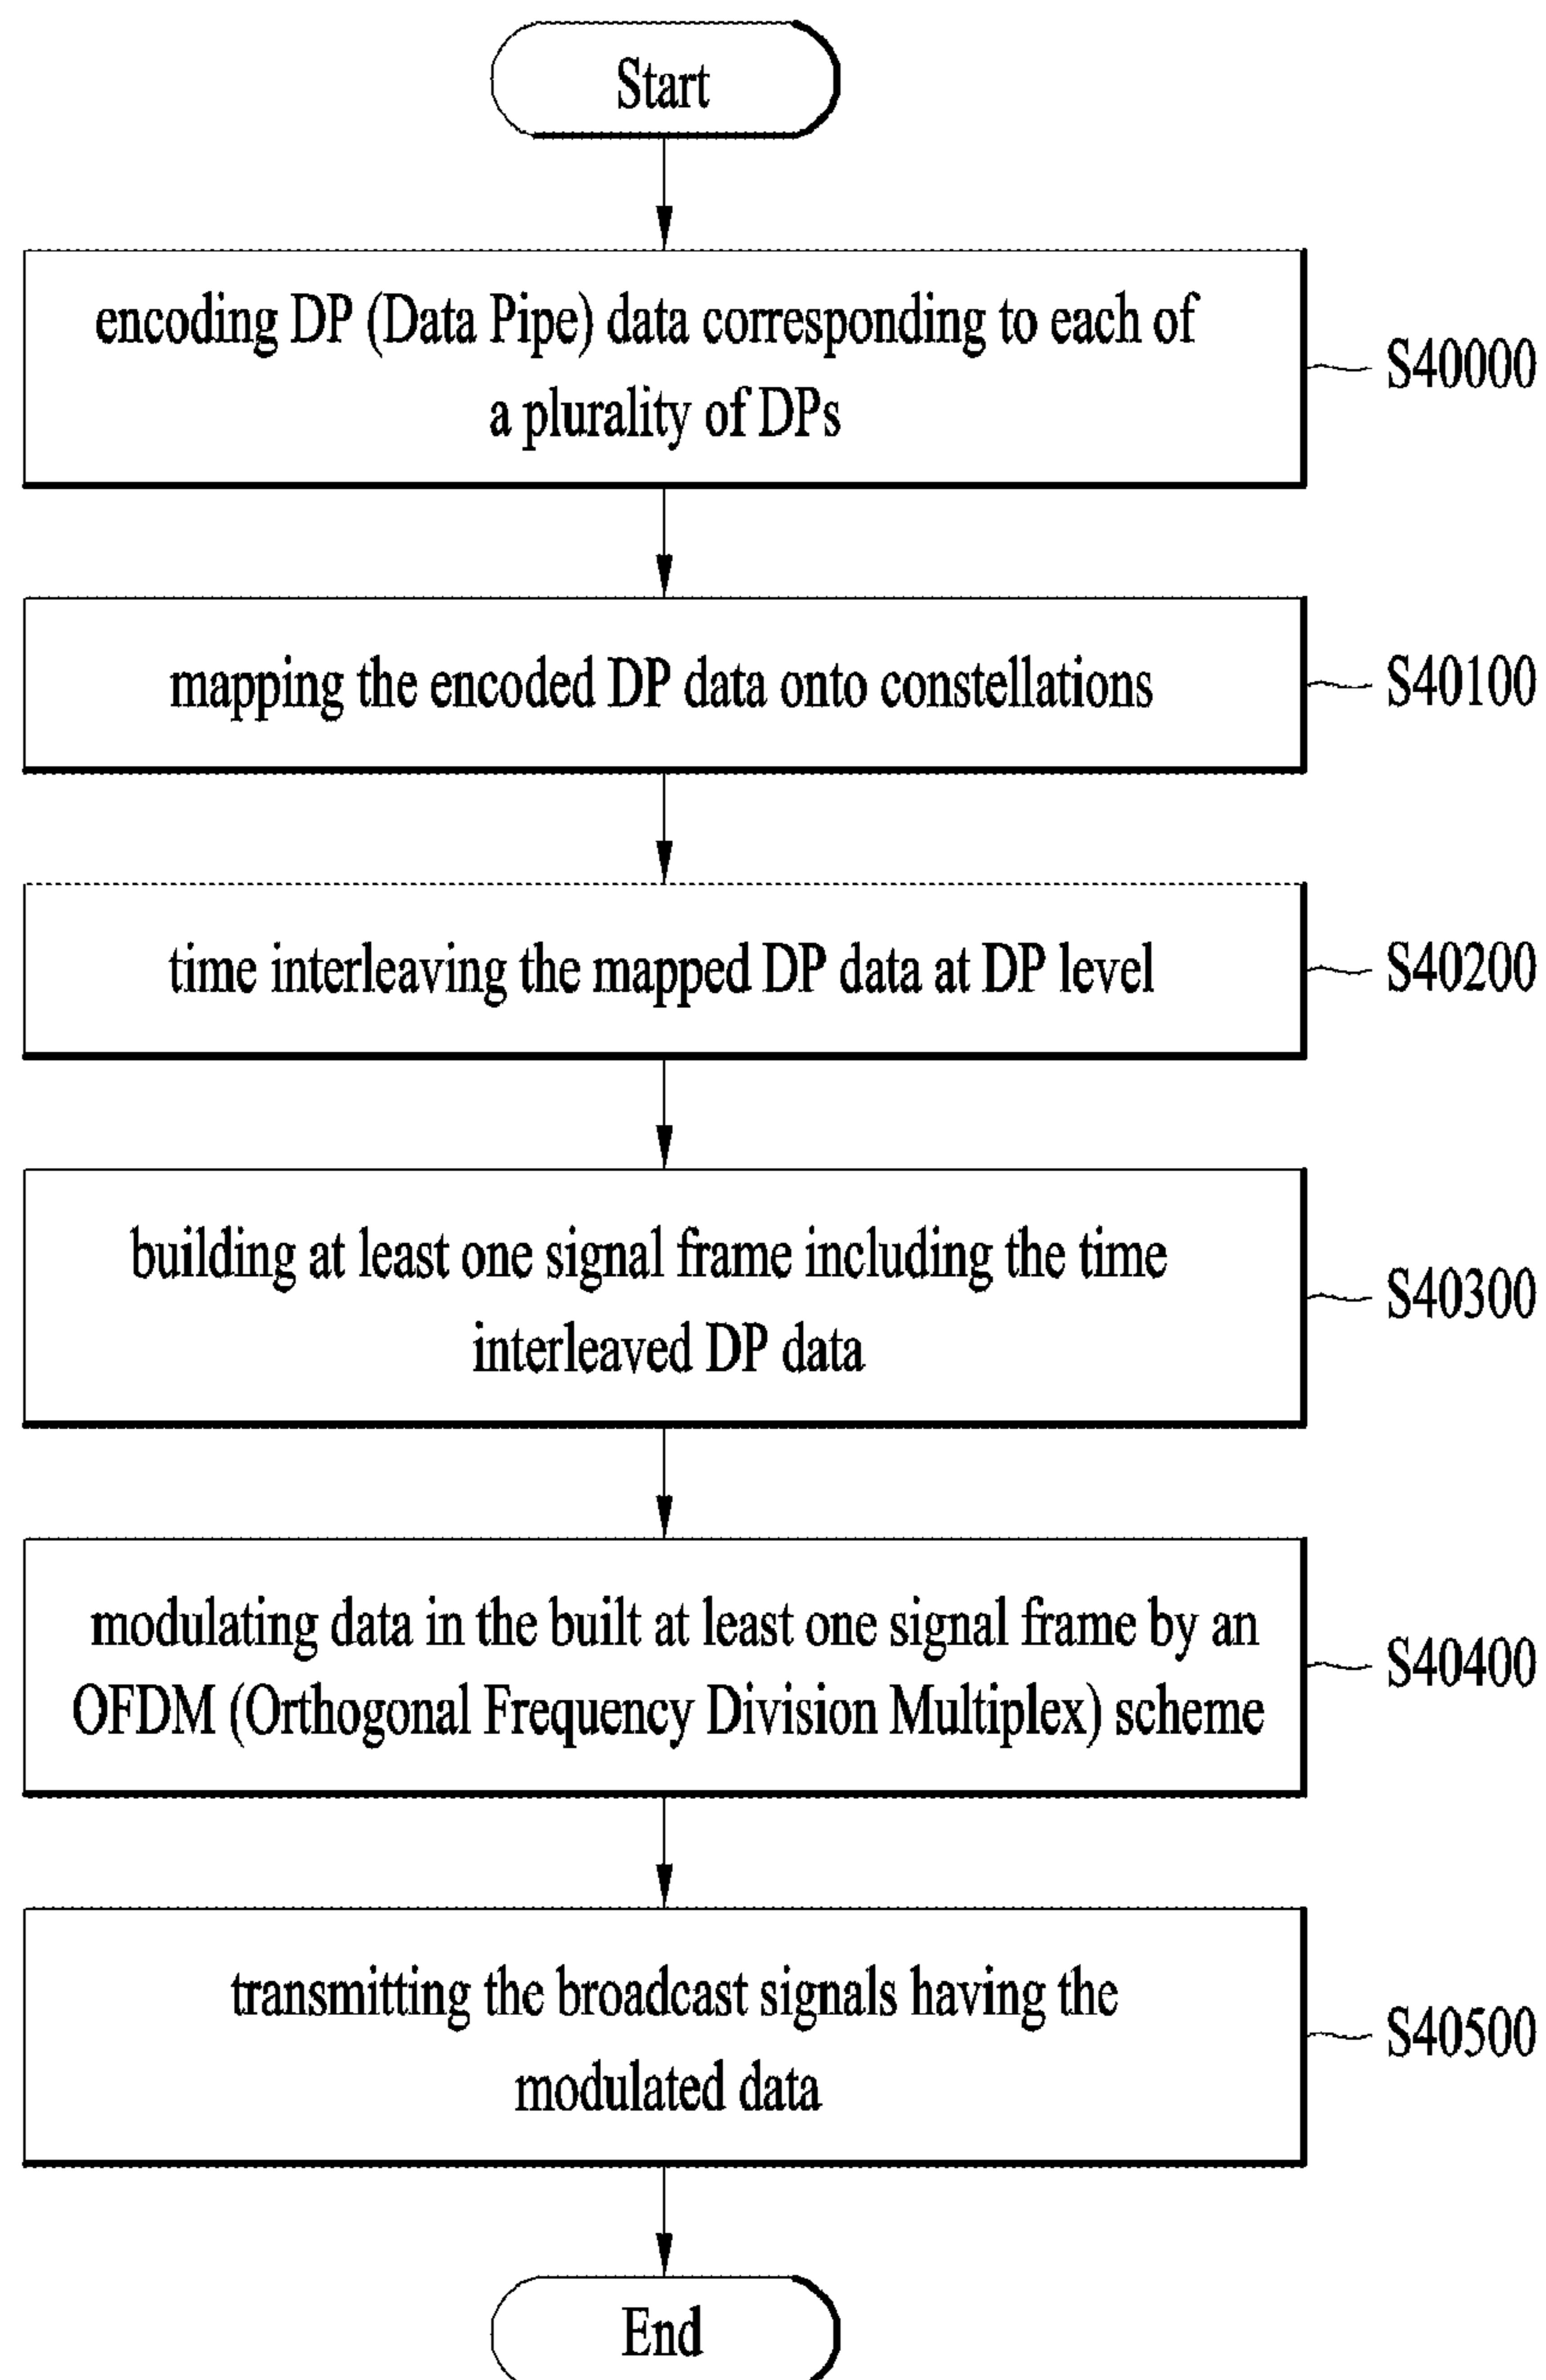 Start
encoding DP (Data Pipe) data corresponding to each of
a plurality of DPs
S40000
mapping the encoded DP data onto constellations
S40100
time interleaving the mapped DP data at DP level
S40200
building at least one signal frame including the time
interleaved DP data
S40300
modulating data in the built at least one signal frame by an
OFDM (Orthogonal Frequency Division Multiplex) scheme
S40400
transmitting the broadcast signals having the
modulated data
S40500
End